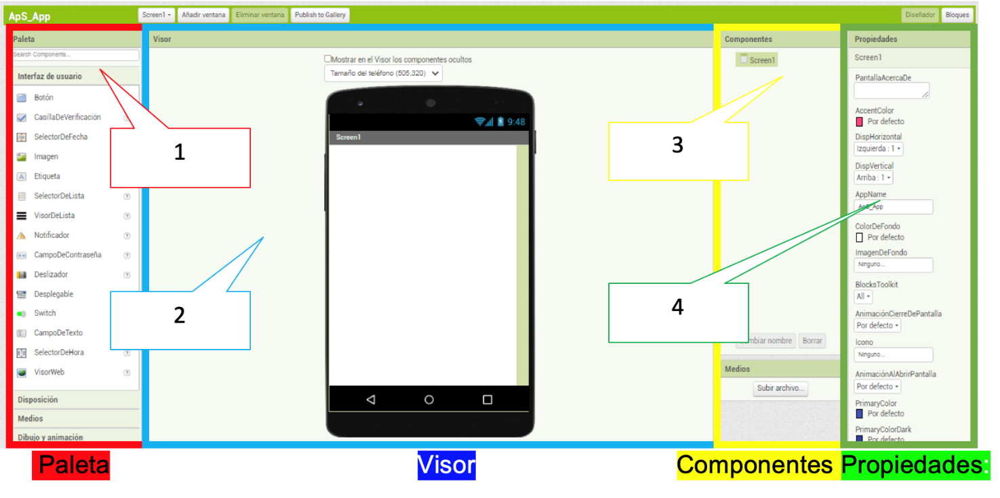 ApS_App
Screen1
Añadir ventana
Eliminar ventana
Publish to Gallery
Diseñador
Bloques
Paleta
Search Components...
Interfaz de usuario
Botón
CasillaDeVerificación
SelectorDeFecha
Imagen
Etiqueta
SelectorDeLista
VisorDeLista
Notificador
CampoDeContraseña
Deslizador
Desplegable
Switch
CampoDeTexto
SelectorDeHora
VisorWeb
Disposición
Medios
Dibujo y animación
1
2
Visor
Mostrar en el Visor los componentes ocultos
Tamaño del teléfono (505,320)
9:48
Screen1
Componentes
Screen1
3
4
Cambiar nombre
Borrar
Medios
Subir archivo...
Propiedades
Screen1
PantallaAcercaDe
AccentColor
Por defecto
DispHorizontal
Izquierda : 1
DispVertical
Arriba : 1
AppName
ApS_App
ColorDeFondo
Por defecto
ImagenDeFondo
Ninguno...
BlocksToolkit
All
AnimaciónCierreDePantalla
Por defecto
Icono
Ninguno...
AnimaciónAlAbrirPantalla
Por defecto
PrimaryColor
Por defecto
PrimaryColorDark
Por defecto
Paleta
Visor
Componentes
Propiedades: